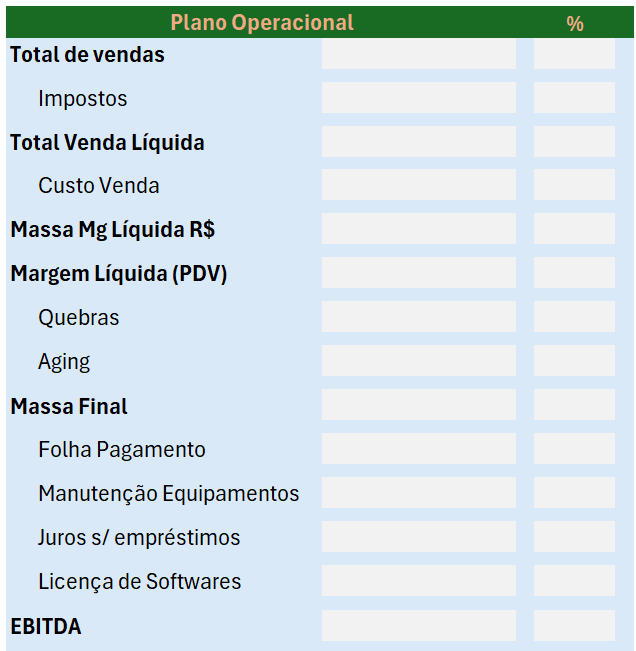 Plano Operacional %
Total de vendas
Impostos
Total Venda Líquida
Custo Venda
Massa Mg Líquida R$
Margem Líquida (PDV)
Quebras
Aging
Massa Final
Folha Pagamento
Manutenção Equipamentos
Juros s/ empréstimos
Licença de Softwares
EBITDA